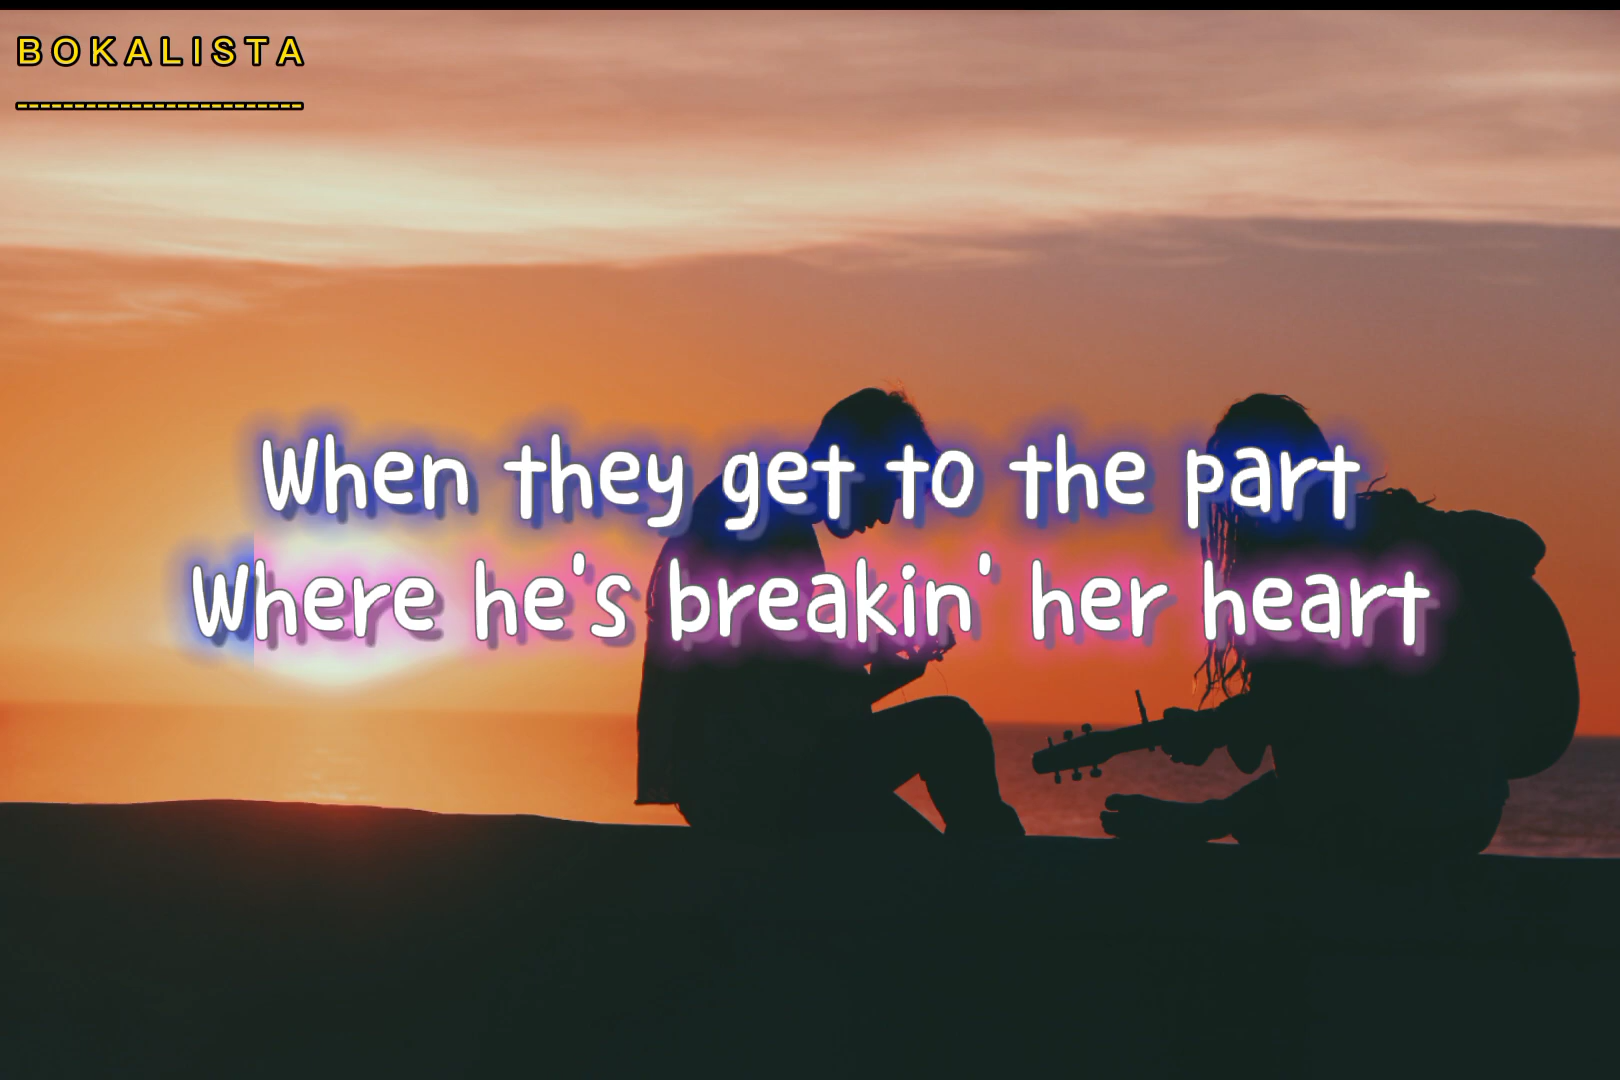 BOKALISTA
-------------------------
When they get to the part
Where he's breakin' her heart